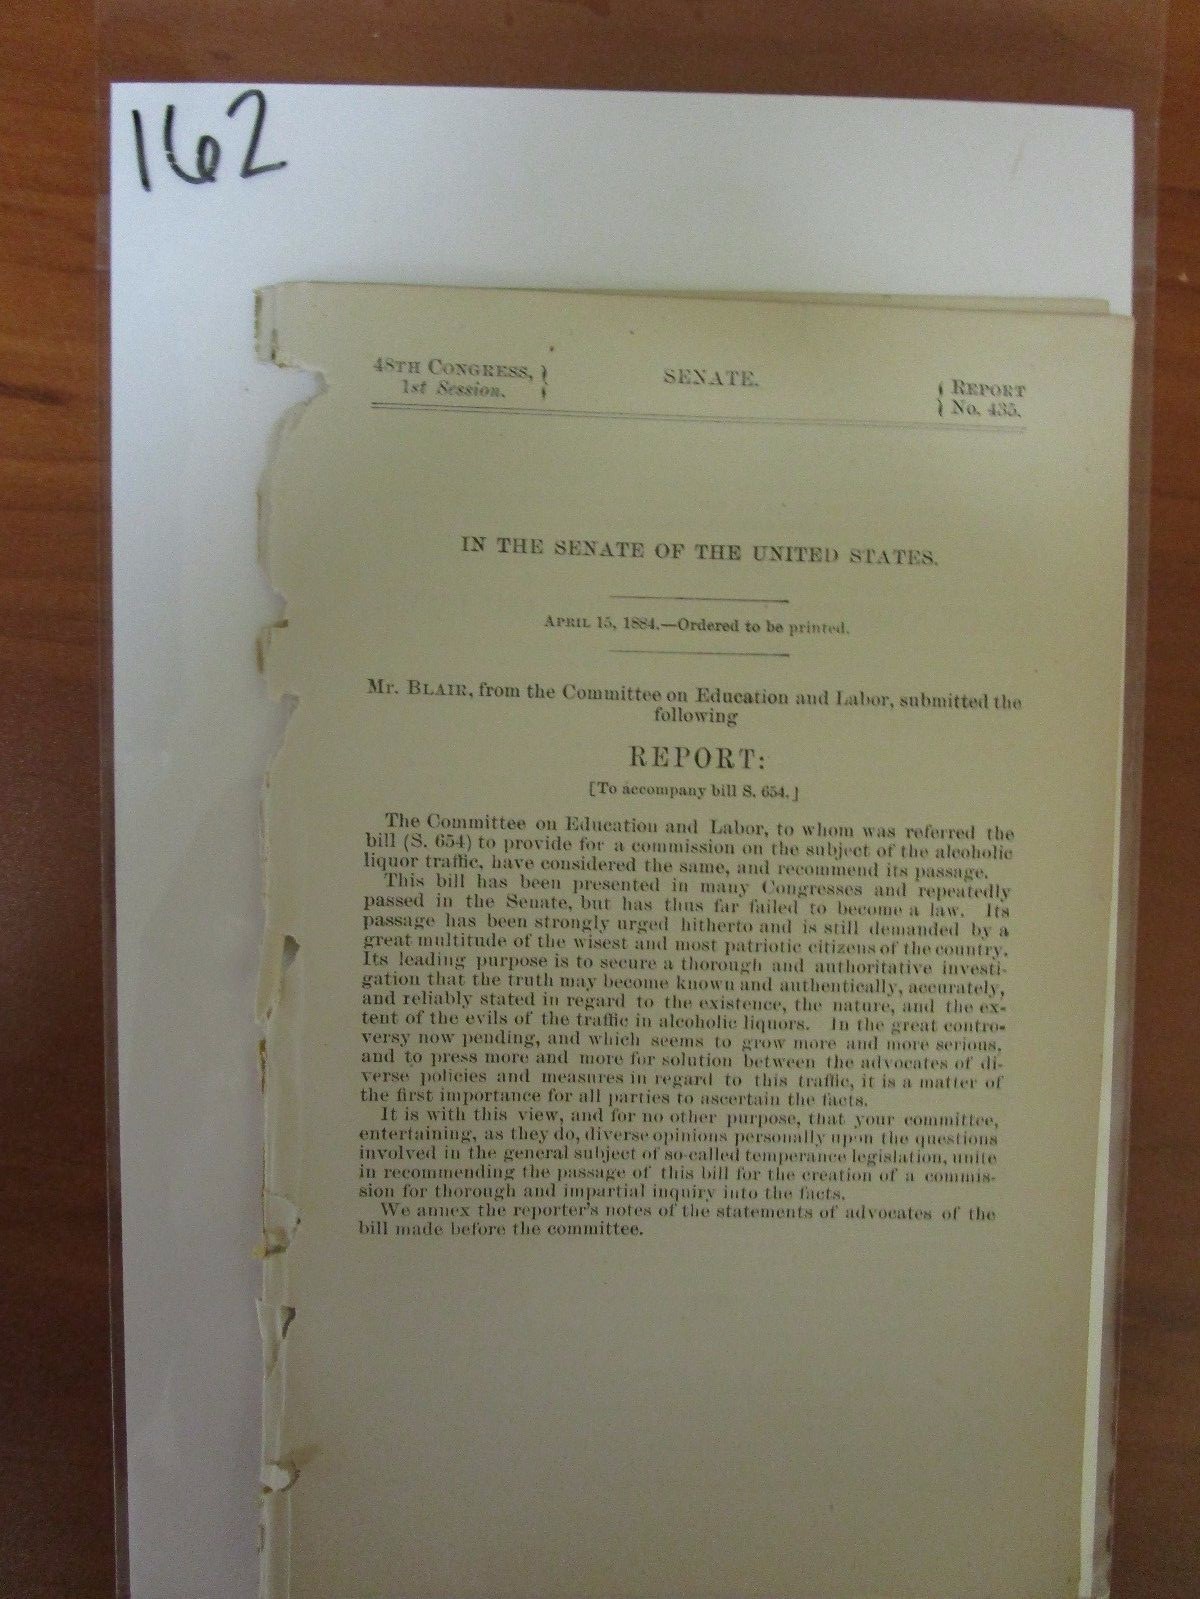 162
48TH CONGRESS,
1st Session.
SENATE.
REPORT
No. 435.
IN THE SENATE OF THE UNITED STATES.
APRIL 15, 1884.—Ordered to be printed.
Mr. BLAIR, from the Committee on Education and Labor, submitted the
following
REPORT:
[To accompany bill S. 654.]
The Committee on Education and Labor, to whom was referred the
bill (S. 654) to provide for a commission on the subject of the alcoholic
liquor traffic, have considered the same, and recommend its passage.
This bill has been presented in many Congresses and repeatedly
passed in the Senate, but has thus far failed to become a law. Its
passage has been strongly urged hitherto and is still demanded by a
great multitude of the wisest and most patriotic citizens of the country.
Its leading purpose is to secure a thorough and authoritative investi-
gation that the truth may become known and authentically, accurately,
and reliably stated in regard to the existence, the nature, and the ex-
tent of the evils of the traffic in alcoholic liquors. In the great contro-
versy now pending, and which seems to grow more and more serious,
and to press more and more for solution between the advocates of di-
verse policies and measures in regard to this traffic, it is a matter of
the first importance for all parties to ascertain the facts.
It is with this view, and for no other purpose, that your committee,
entertaining, as they do, diverse opinions personally upon the questions
involved in the general subject of so-called temperance legislation, unite
in recommending the passage of this bill for the creation of a commis-
sion for thorough and impartial inquiry into the facts.
We annex the reporter's notes of the statements of advocates of the
bill made before the committee.